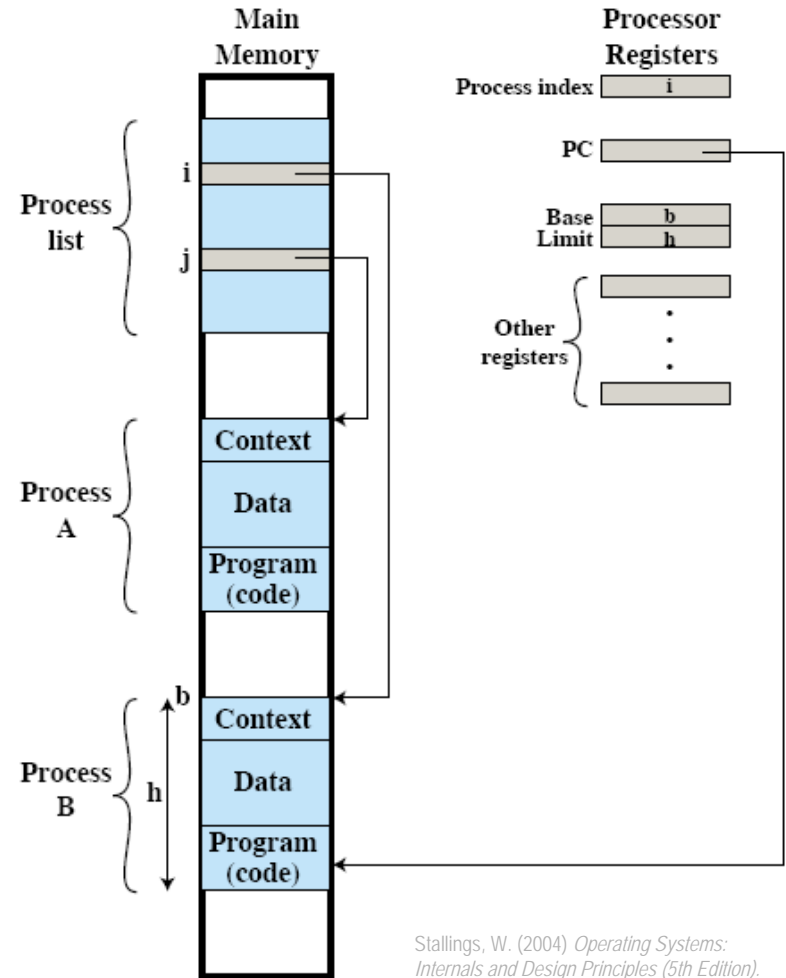 Main
Memory
Processor
Registers
Process index
i
PC
Base
b
Limit
h
Other
registers
Process
list
i
j
Process
A
Context
Data
Program
(code)
Process
B
b
h
Context
Data
Program
(code)
Stallings, W. (2004) Operating Systems:
Internals and Design Principles (5th Edition).